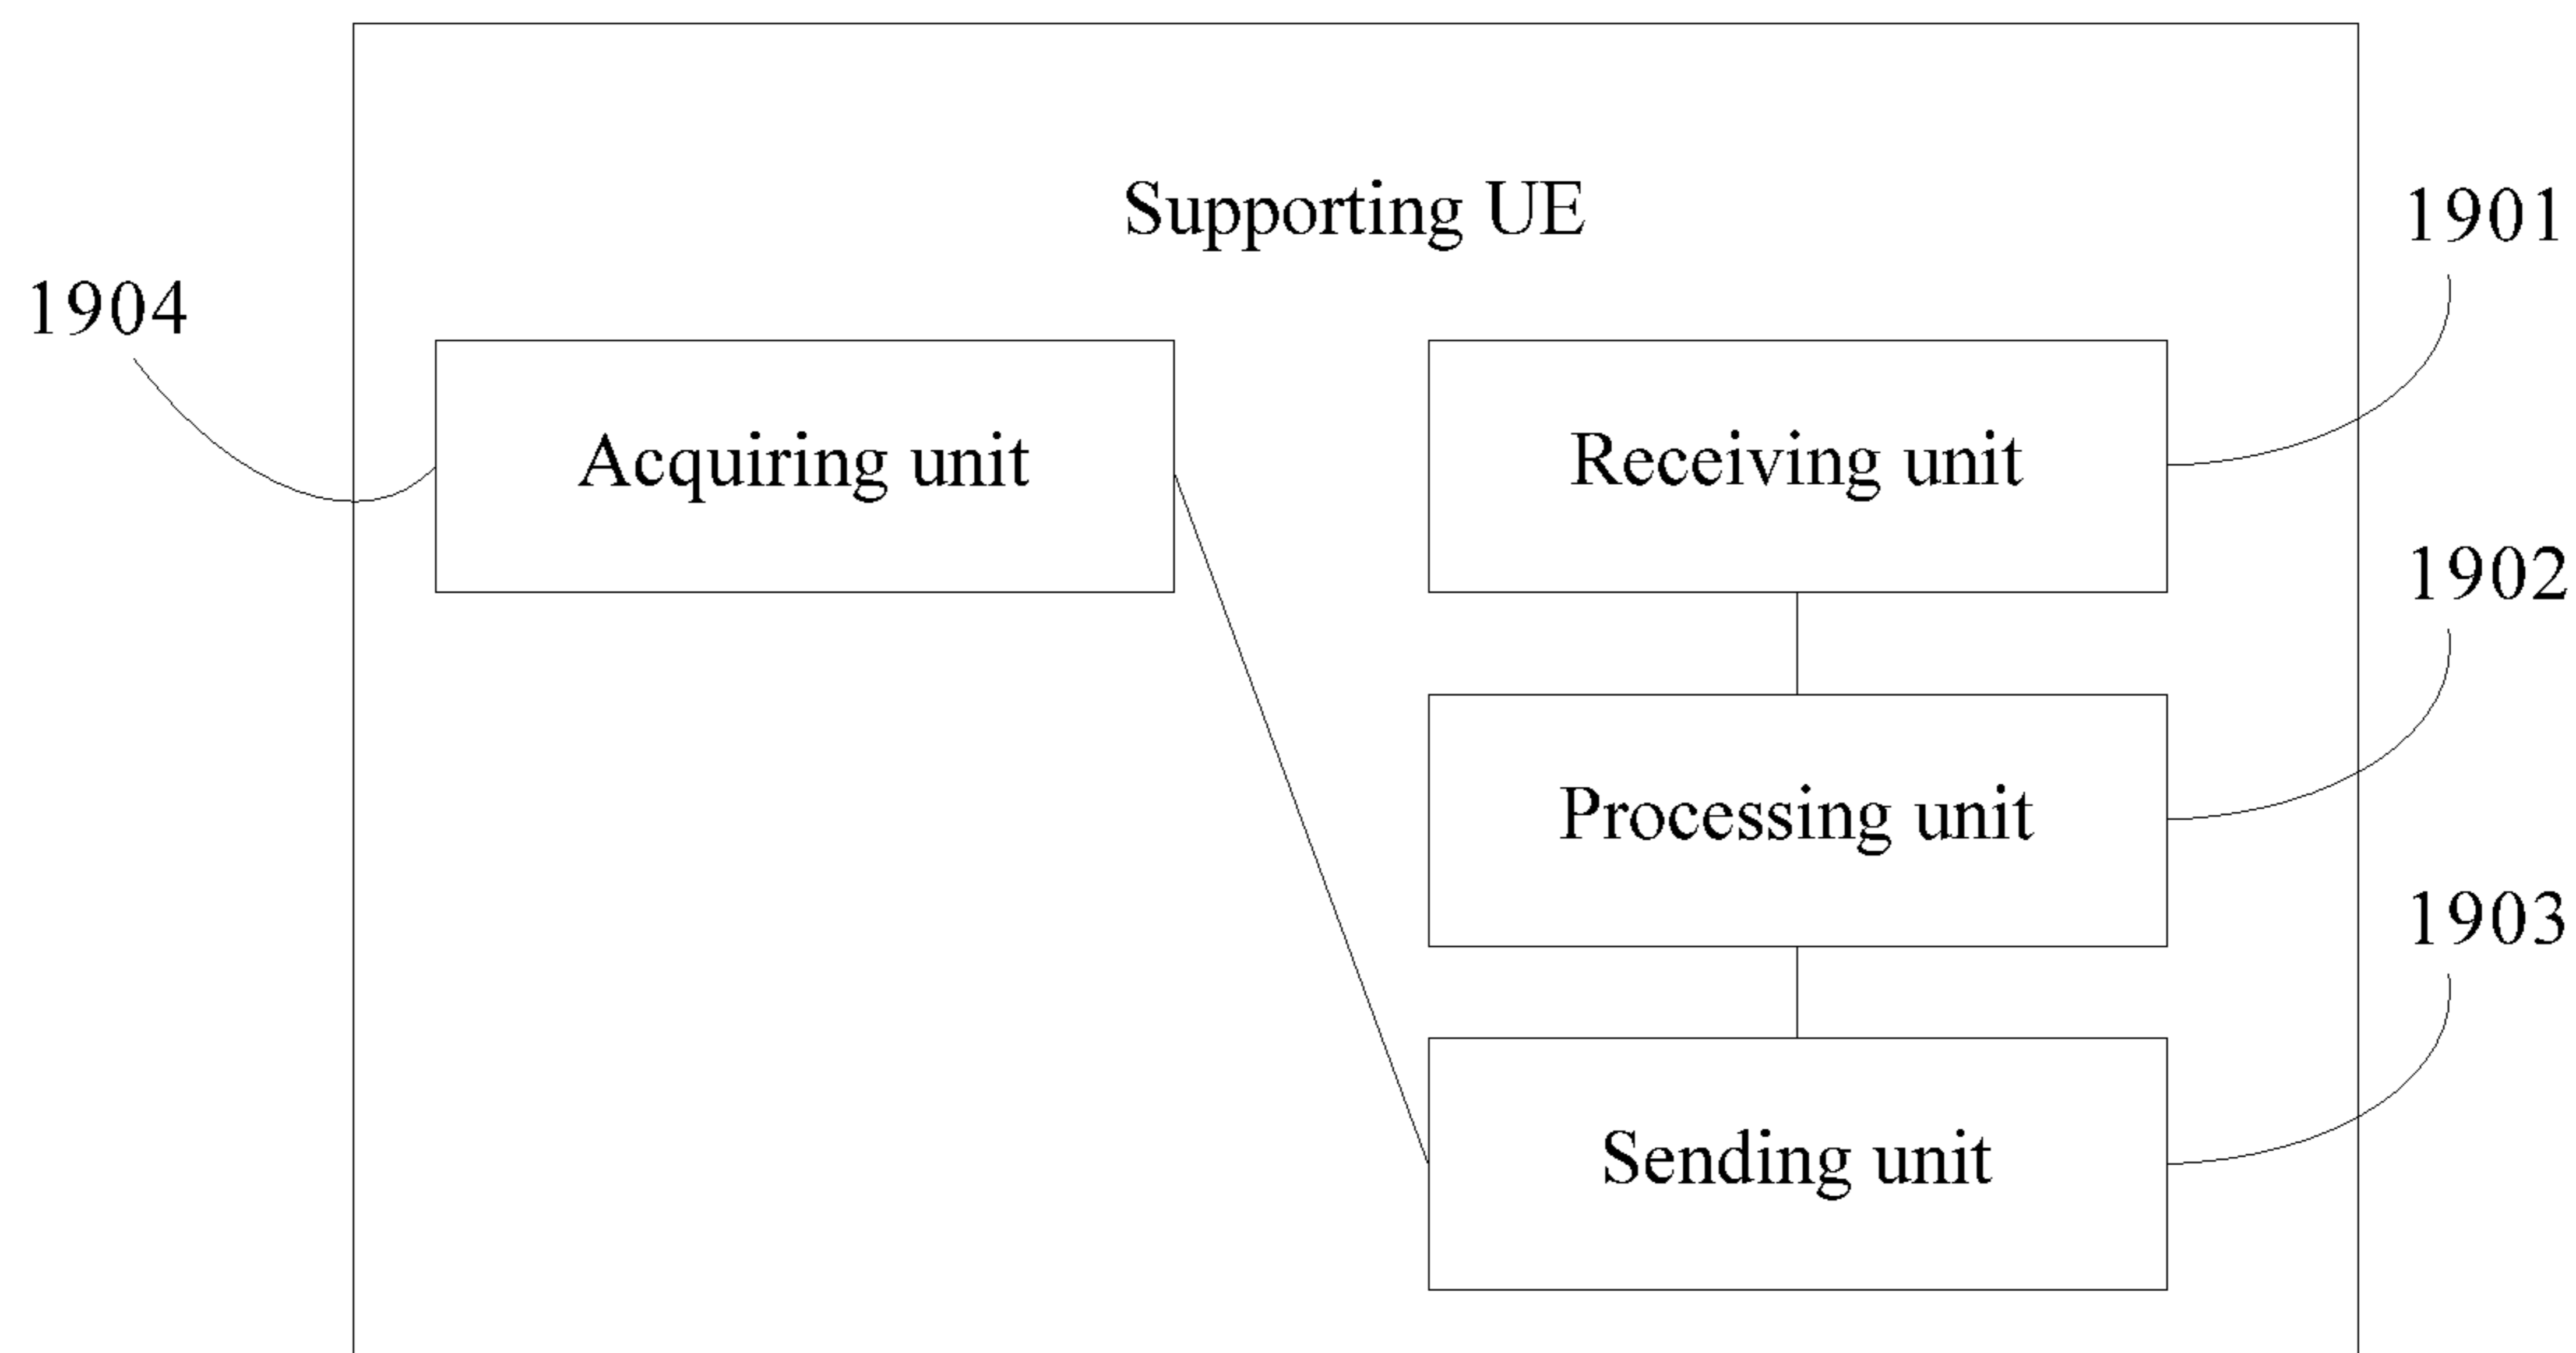 Supporting UE
1901
1904
Acquiring unit
Receiving unit
1902
Processing unit
1903
Sending unit